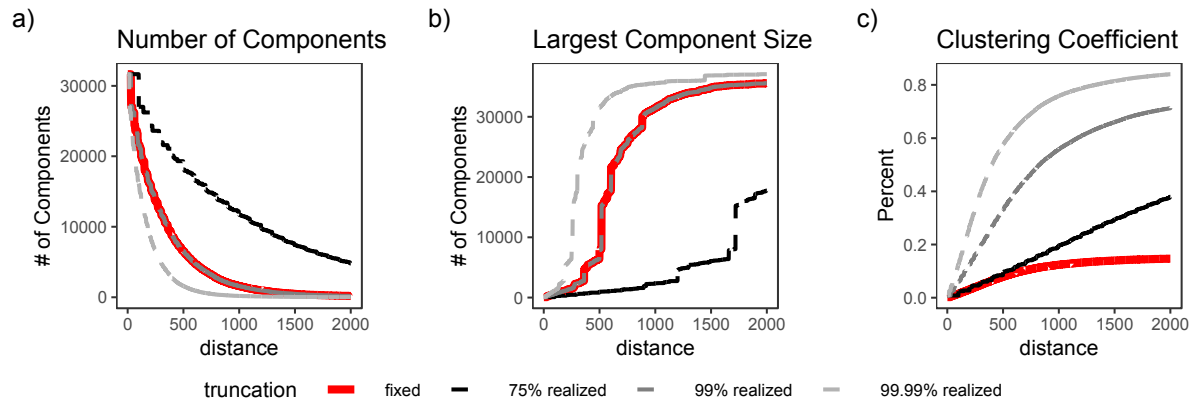 a) Number of Components
b) Largest Component Size
c) Clustering Coefficient
# of Components
30000
20000
10000
0
0 500 1000 1500 2000
distance
# of Components
30000
20000
10000
0
0 500 1000 1500 2000
distance
Percent
0.8
0.6
0.4
0.2
0.0
0 500 1000 1500 2000
distance
truncation fixed 75% realized 99% realized 99.99% realized